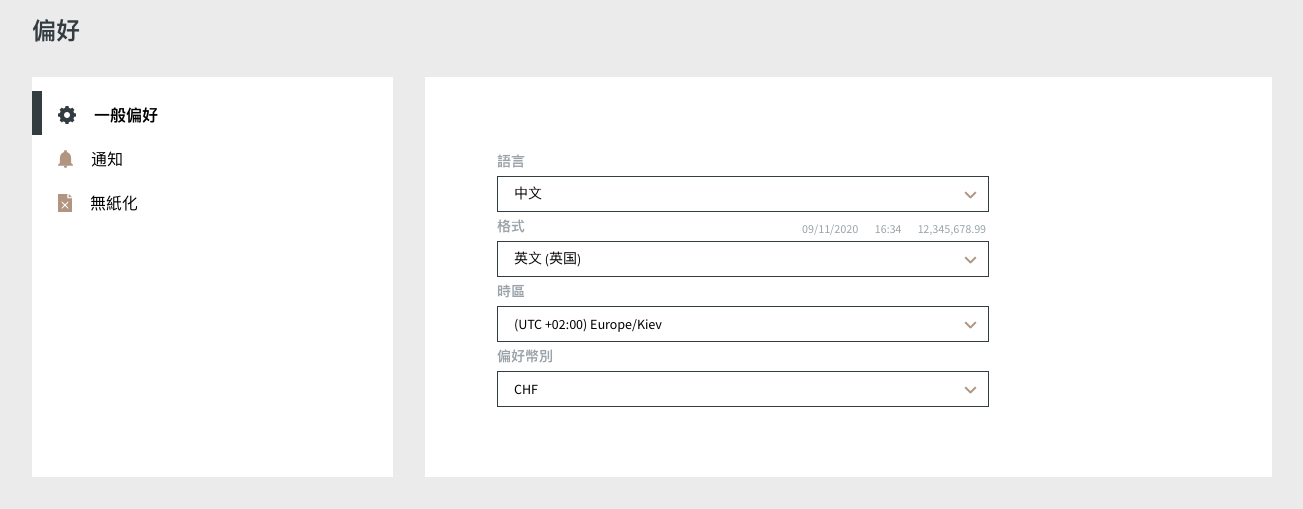 偏好
一般偏好
通知
無紙化
語言
中文
格式
09/11/2020 16:34 12,345,678.99
英文 (英国)
時區
(UTC +02:00) Europe/Kiev
偏好幣別
CHF